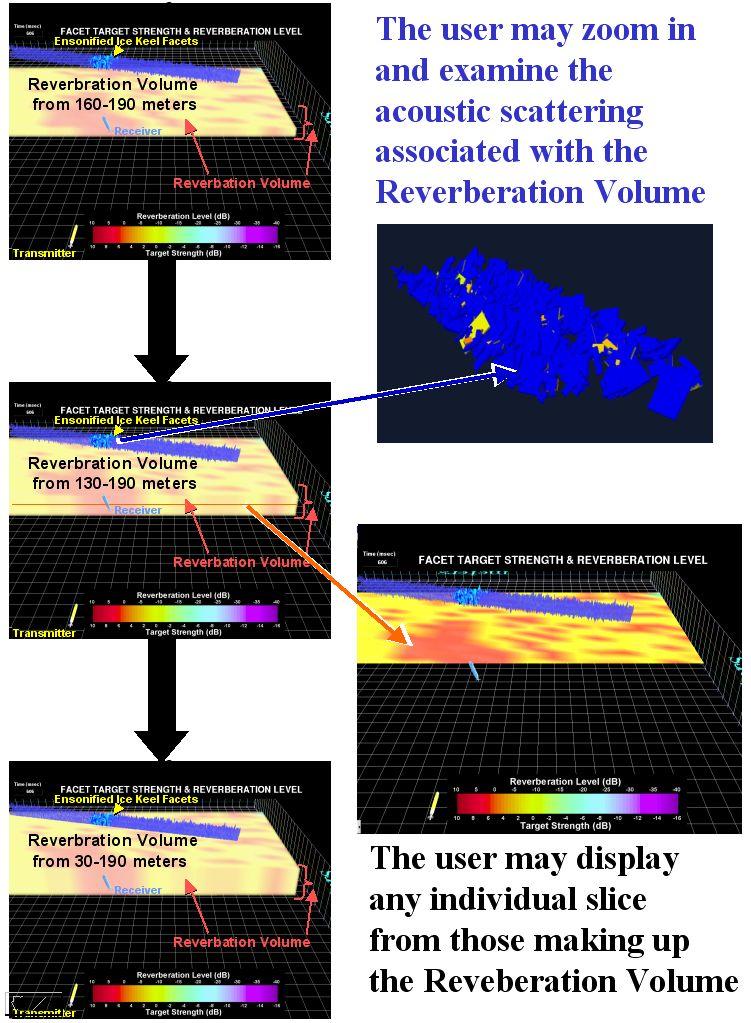 Time (msec)
606
FACET TARGET STRENGTH & REVERBERATION LEVEL
Ensonified Ice Keel Facets
Reverbration Volume
from 160-190 meters
Receiver
Reverbation Volume
Reverberation Level (dB)
10 5 0 -5 -10 -15 -20 -25 -30 -35 -40
10 8 6 4 2 0 -2 -4 -6 -8 -10 -12 -14 -16
Transmitter
Target Strength (dB)
The user may zoom in
and examine the
acoustic scattering
associated with the
Reverberation Volume
Time (msec)
606
FACET TARGET STRENGTH & REVERBERATION LEVEL
Ensonified Ice Keel Facets
Reverbration Volume
from 130-190 meters
Receiver
Reverbation Volume
Reverberation Level (dB)
10 5 0 -5 -10 -15 -20 -25 -30 -35 -40
10 8 6 4 2 0 -2 -4 -6 -8 -10 -12 -14 -16
Transmitter
Target Strength (dB)
Time (msec)
606
FACET TARGET STRENGTH & REVERBERATION LEVEL
Reverberation Level (dB)
10 5 0 -5 -10 -15 -20 -25 -30 -35 -40
10 8 6 4 2 0 -2 -4 -6 -8 -10 -12 -14 -16
Target Strength (dB)
Time (msec)
606
FACET TARGET STRENGTH & REVERBERATION LEVEL
Ensonified Ice Keel Facets
Reverbration Volume
from 30-190 meters
Receiver
Reverbation Volume
Reverberation Level (dB)
10 5 0 -5 -10 -15 -20 -25 -30 -35 -40
10 8 6 4 2 0 -2 -4 -6 -8 -10 -12 -14 -16
Transmitter
Target Strength (dB)
The user may display
any individual slice
from those making up
the Reveberation Volume